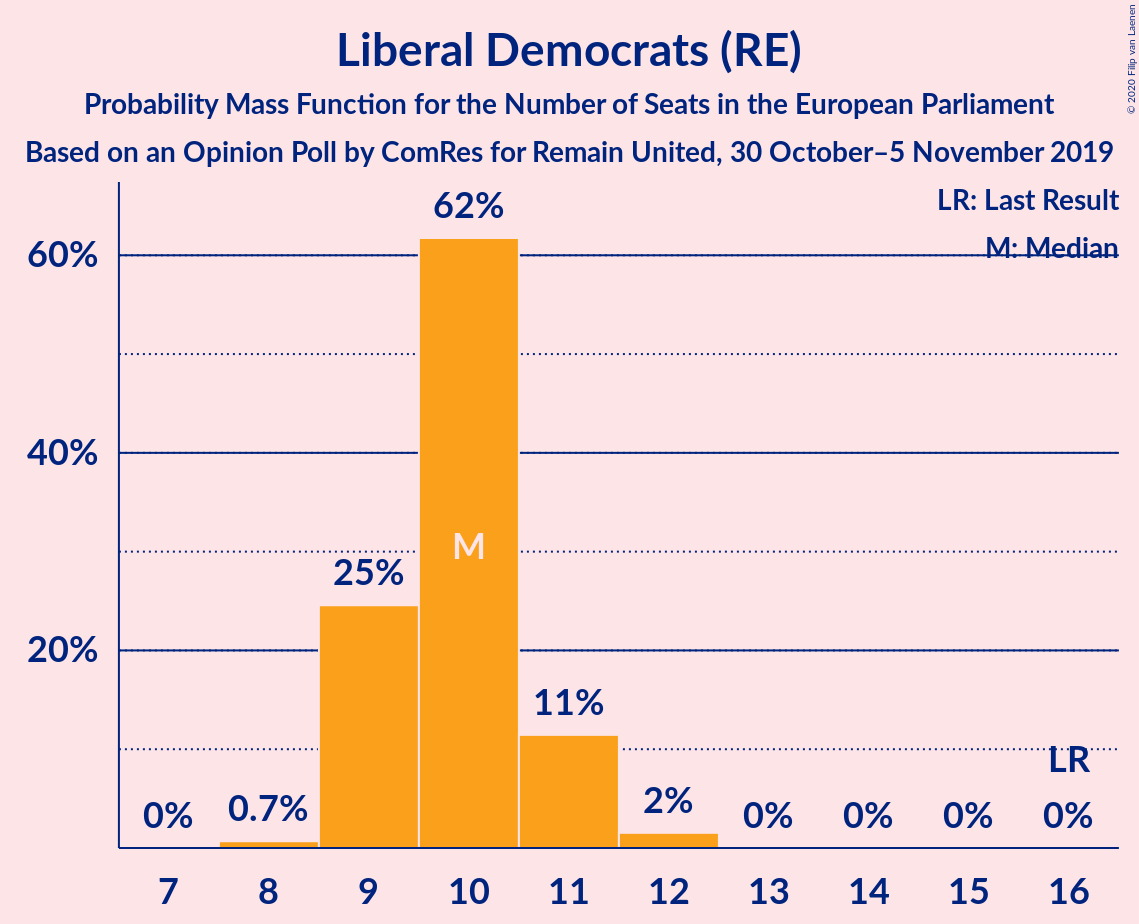 Liberal Democrats (RE)
Probability Mass Function for the Number of Seats in the European Parliament
Based on an Opinion Poll by ComRes for Remain United, 30 October–5 November 2019
© 2020 Filip van Laenen
LR: Last Result
M: Median
60%
40%
20%
0%
0.7%
25%
62%
M
11%
2%
0%
0%
0%
LR
0%
7
8
9
10
11
12
13
14
15
16